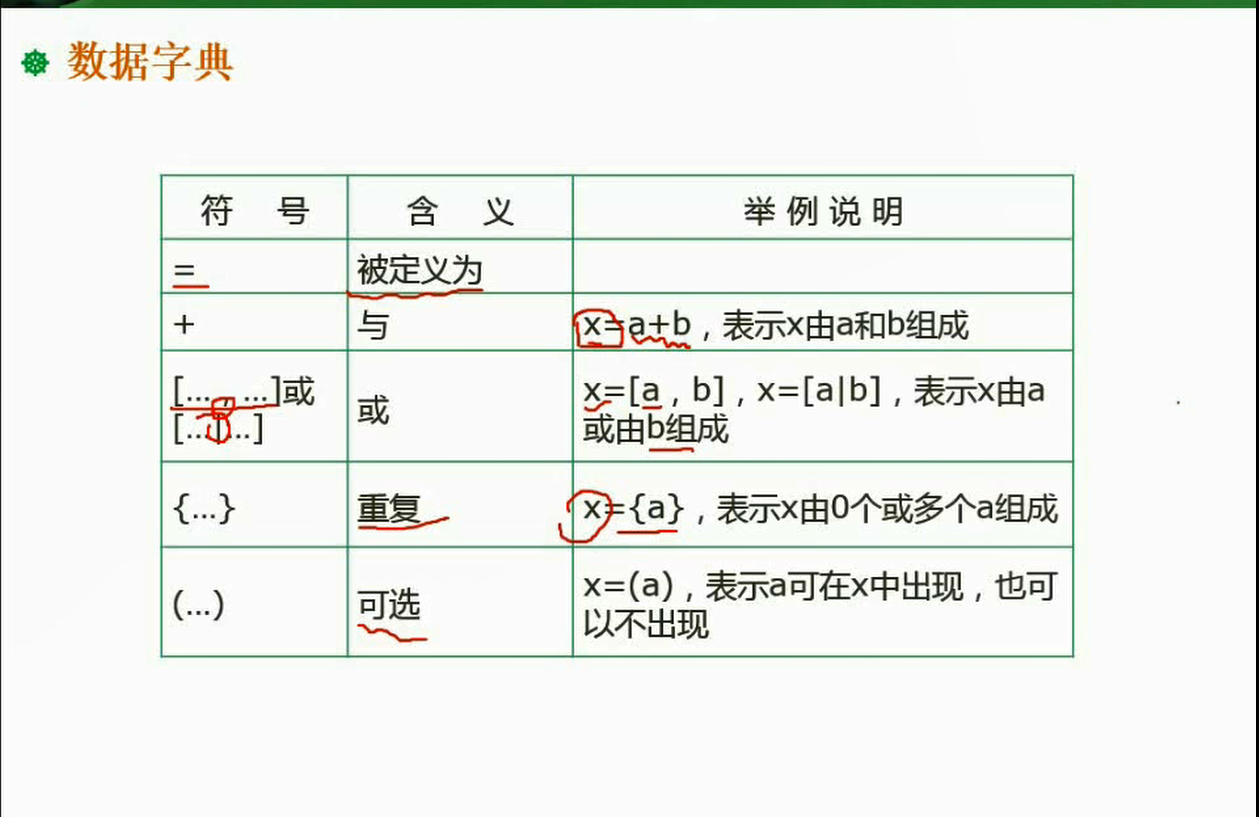 数据字典
符 号 含 义 举例说明
= 被定义为
+ 与 x=a+b，表示x由a和b组成
[…，…]或
[…|…]
或
x=[a，b]，x=[a|b]，表示x由a
或由b组成
{…} 重复 x={a}，表示x由0个或多个a组成
(…) 可选
x=(a)，表示a可在x中出现，也可
以不出现